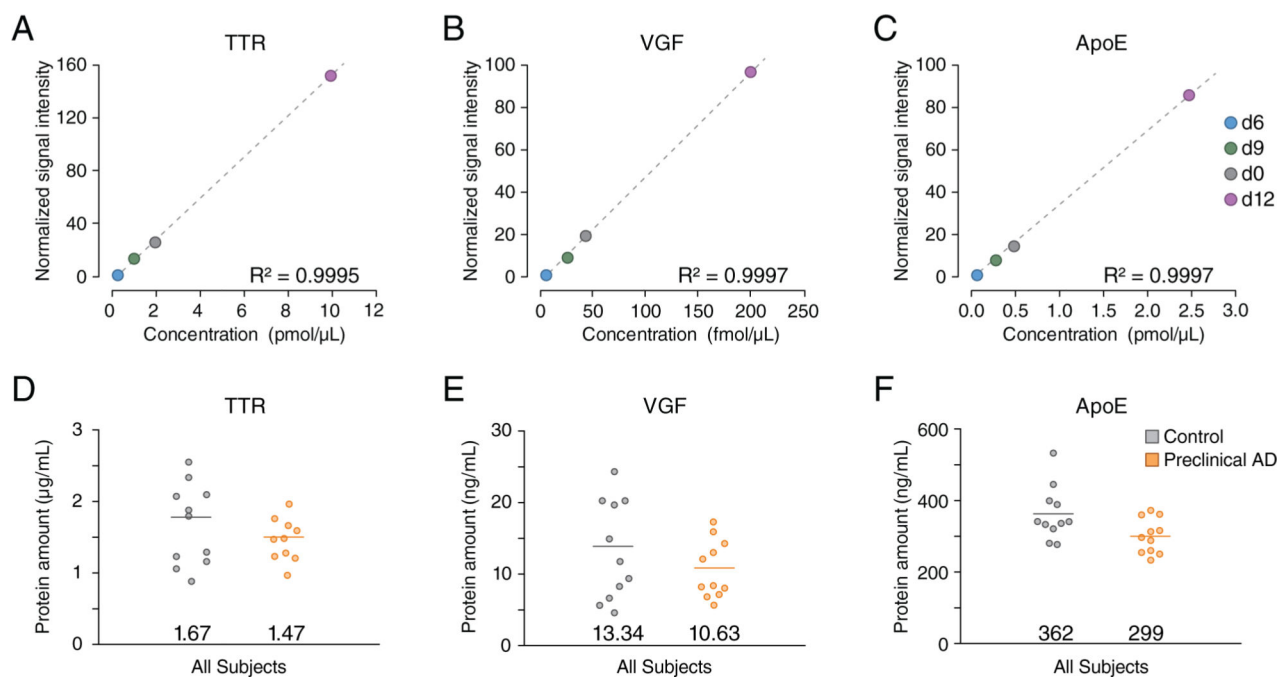 A
TTR
Normalized signal intensity
160
120
80
40
0
R² = 0.9995
0 2 4 6 8 10 12
Concentration (pmol/µL)
B
VGF
Normalized signal intensity
100
80
60
40
20
0
R² = 0.9997
0 50 100 150 200 250
Concentration (fmol/µL)
C
ApoE
Normalized signal intensity
100
80
60
40
20
0
R² = 0.9997
0.0 0.5 1.0 1.5 2.0 2.5 3.0
Concentration (pmol/µL)
d6
d9
d0
d12
D
TTR
Protein amount (µg/mL)
3
2
1
0
1.67 1.47
All Subjects
E
VGF
Protein amount (ng/mL)
30
20
10
0
13.34 10.63
All Subjects
F
ApoE
Protein amount (ng/mL)
600
400
200
0
Control
Preclinical AD
362 299
All Subjects